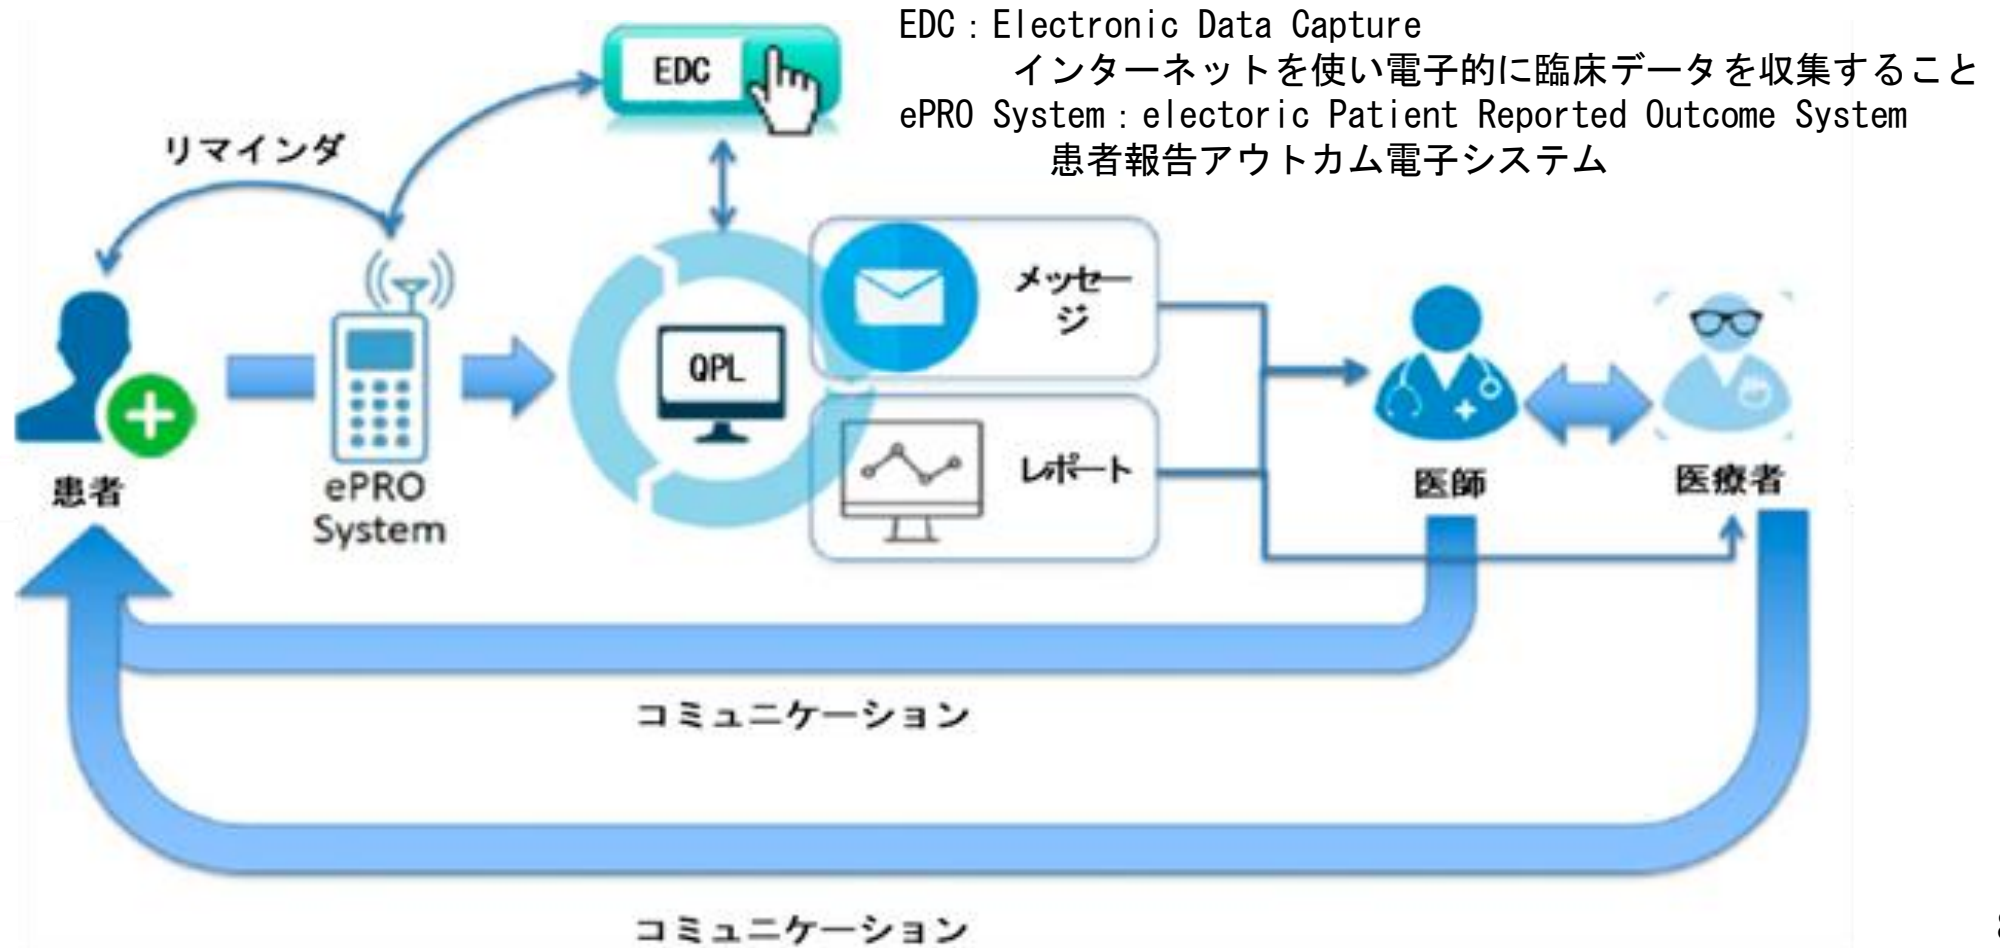 EDC：Electronic Data Capture
インターネットを使い電子的に臨床データを収集すること
ePRO System：electoric Patient Reported Outcome System
患者報告アウトカム電子システム
EDC
リマインダ
QPL
メッセー
ジ
レポート
患者
ePRO
System
医師
医療者
コミュニケーション
コミュニケーション